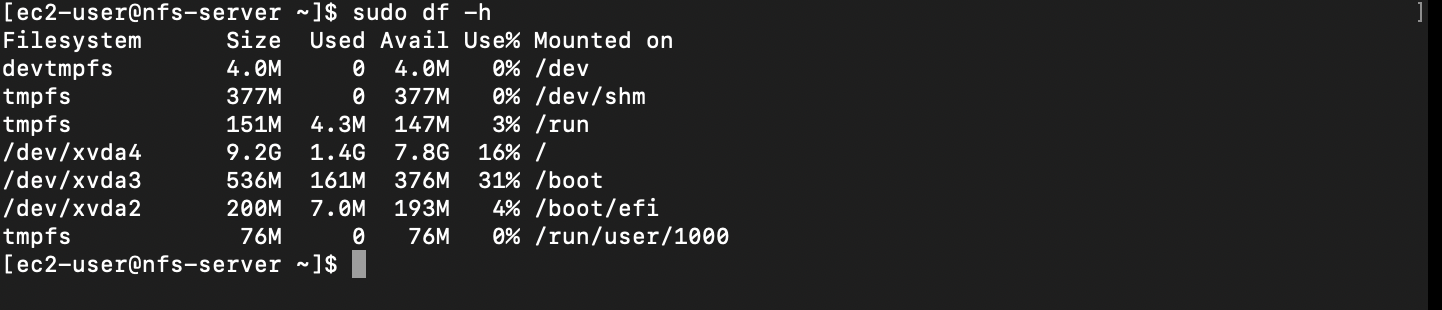 [ec2-user@nfs-server ~]$ sudo df -h ]
Filesystem      Size  Used Avail Use% Mounted on
devtmpfs        4.0M     0  4.0M   0% /dev
tmpfs           377M     0  377M   0% /dev/shm
tmpfs           151M  4.3M  147M   3% /run
/dev/xvda4      9.2G  1.4G  7.8G  16% /
/dev/xvda3      536M  161M  376M  31% /boot
/dev/xvda2      200M  7.0M  193M   4% /boot/efi
tmpfs            76M     0   76M   0% /run/user/1000
[ec2-user@nfs-server ~]$